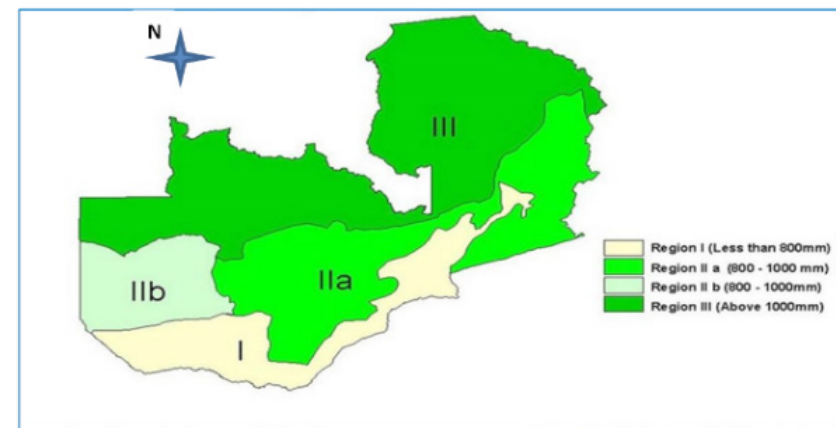 N
III
IIb
IIa
I
Region I (Less than 800mm)
Region II a (800 - 1000 mm)
Region II b (800 - 1000mm)
Region III (Above 1000mm)